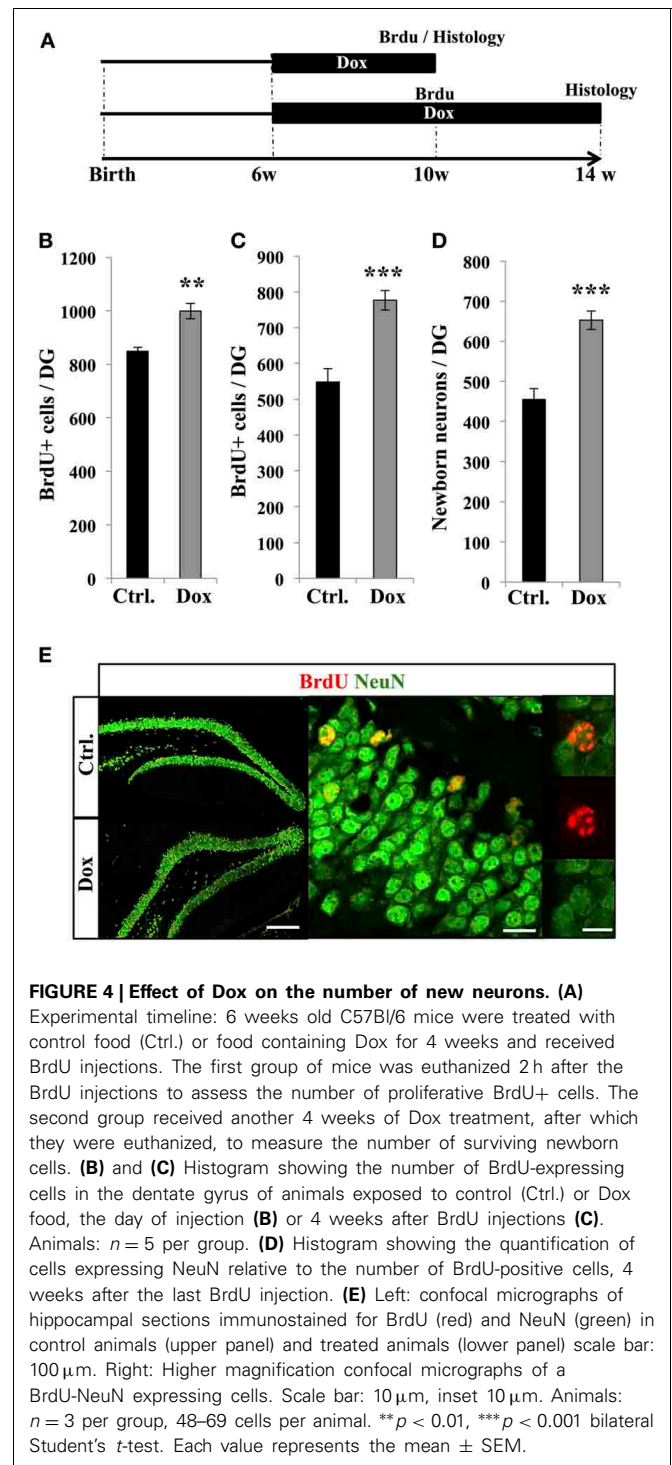 A
Brdu / Histology
Dox
Brdu
Histology
Dox
Birth
6w
10w
14 w
B
C
D
1200
1000
800
600
400
200
0
BrdU+ cells / DG
**
Ctrl.
Dox
900
800
700
600
500
400
300
200
100
0
BrdU+ cells / DG
***
Ctrl.
Dox
800
700
600
500
400
300
200
100
0
Newborn neurons / DG
***
Ctrl.
Dox
E
BrdU NeuN
Ctrl.
Dox
FIGURE 4 | Effect of Dox on the number of new neurons. (A)
Experimental timeline: 6 weeks old C57Bl/6 mice were treated with
control food (Ctrl.) or food containing Dox for 4 weeks and received
BrdU injections. The first group of mice was euthanized 2 h after the
BrdU injections to assess the number of proliferative BrdU+ cells. The
second group received another 4 weeks of Dox treatment, after which
they were euthanized, to measure the number of surviving newborn
cells. (B) and (C) Histogram showing the number of BrdU-expressing
cells in the dentate gyrus of animals exposed to control (Ctrl.) or Dox
food, the day of injection (B) or 4 weeks after BrdU injections (C).
Animals: n = 5 per group. (D) Histogram showing the quantification of
cells expressing NeuN relative to the number of BrdU-positive cells, 4
weeks after the last BrdU injection. (E) Left: confocal micrographs of
hippocampal sections immunostained for BrdU (red) and NeuN (green) in
control animals (upper panel) and treated animals (lower panel) scale bar:
100 μm. Right: Higher magnification confocal micrographs of a
BrdU-NeuN expressing cells. Scale bar: 10 μm, inset 10 μm. Animals:
n = 3 per group, 48–69 cells per animal. **p < 0.01, ***p < 0.001 bilateral
Student's t-test. Each value represents the mean ± SEM.